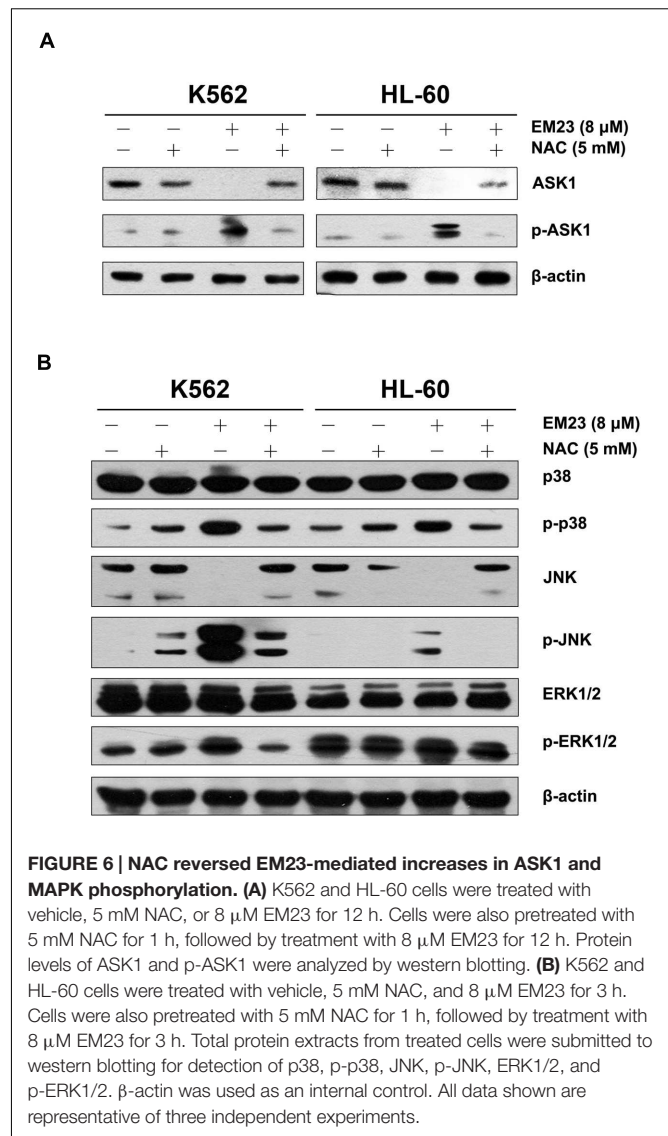 A
K562 HL-60
− − + + − − + + EM23 (8 µM)
− + − + − + − + NAC (5 mM)
ASK1
p-ASK1
β-actin
B
K562 HL-60
− − + + − − + + EM23 (8 µM)
− + − + − + − + NAC (5 mM)
p38
p-p38
JNK
p-JNK
ERK1/2
p-ERK1/2
β-actin
FIGURE 6 | NAC reversed EM23-mediated increases in ASK1 and
MAPK phosphorylation. (A) K562 and HL-60 cells were treated with
vehicle, 5 mM NAC, or 8 µM EM23 for 12 h. Cells were also pretreated with
5 mM NAC for 1 h, followed by treatment with 8 µM EM23 for 12 h. Protein
levels of ASK1 and p-ASK1 were analyzed by western blotting. (B) K562 and
HL-60 cells were treated with vehicle, 5 mM NAC, and 8 µM EM23 for 3 h.
Cells were also pretreated with 5 mM NAC for 1 h, followed by treatment with
8 µM EM23 for 3 h. Total protein extracts from treated cells were submitted to
western blotting for detection of p38, p-p38, JNK, p-JNK, ERK1/2, and
p-ERK1/2. β-actin was used as an internal control. All data shown are
representative of three independent experiments.